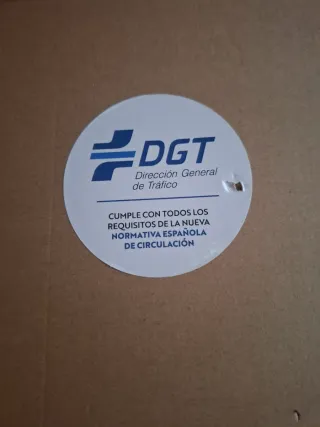 DGT
Dirección General
de Tráfico
CUMPLE CON TODOS LOS
REQUISITOS DE LA NUEVA
NORMATIVA ESPAÑOLA
DE CIRCULACIÓN